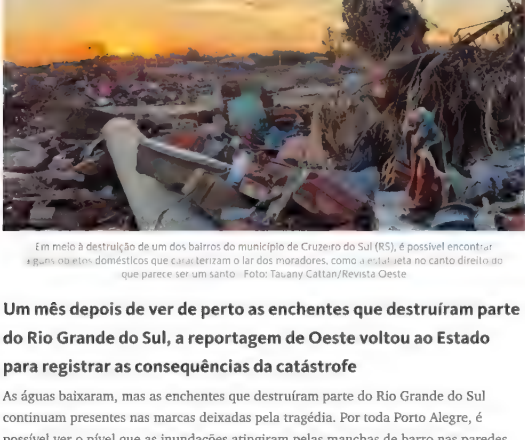 Em meio à destruição de um dos bairros do município de Cruzeiro do Sul (RS), é possível encontrar
alguns objetos domésticos que caracterizam o lar dos moradores, como a estatueta no canto direito do
que parece ser um santo Foto: Tauany Cattan/Revista Oeste
Um mês depois de ver de perto as enchentes que destruíram parte
do Rio Grande do Sul, a reportagem de Oeste voltou ao Estado
para registrar as consequências da catástrofe
As águas baixaram, mas as enchentes que destruíram parte do Rio Grande do Sul
continuam presentes nas marcas deixadas pela tragédia. Por toda Porto Alegre, é
possível ver o nível que as inundações atingiram pelas manchas de barro nas paredes